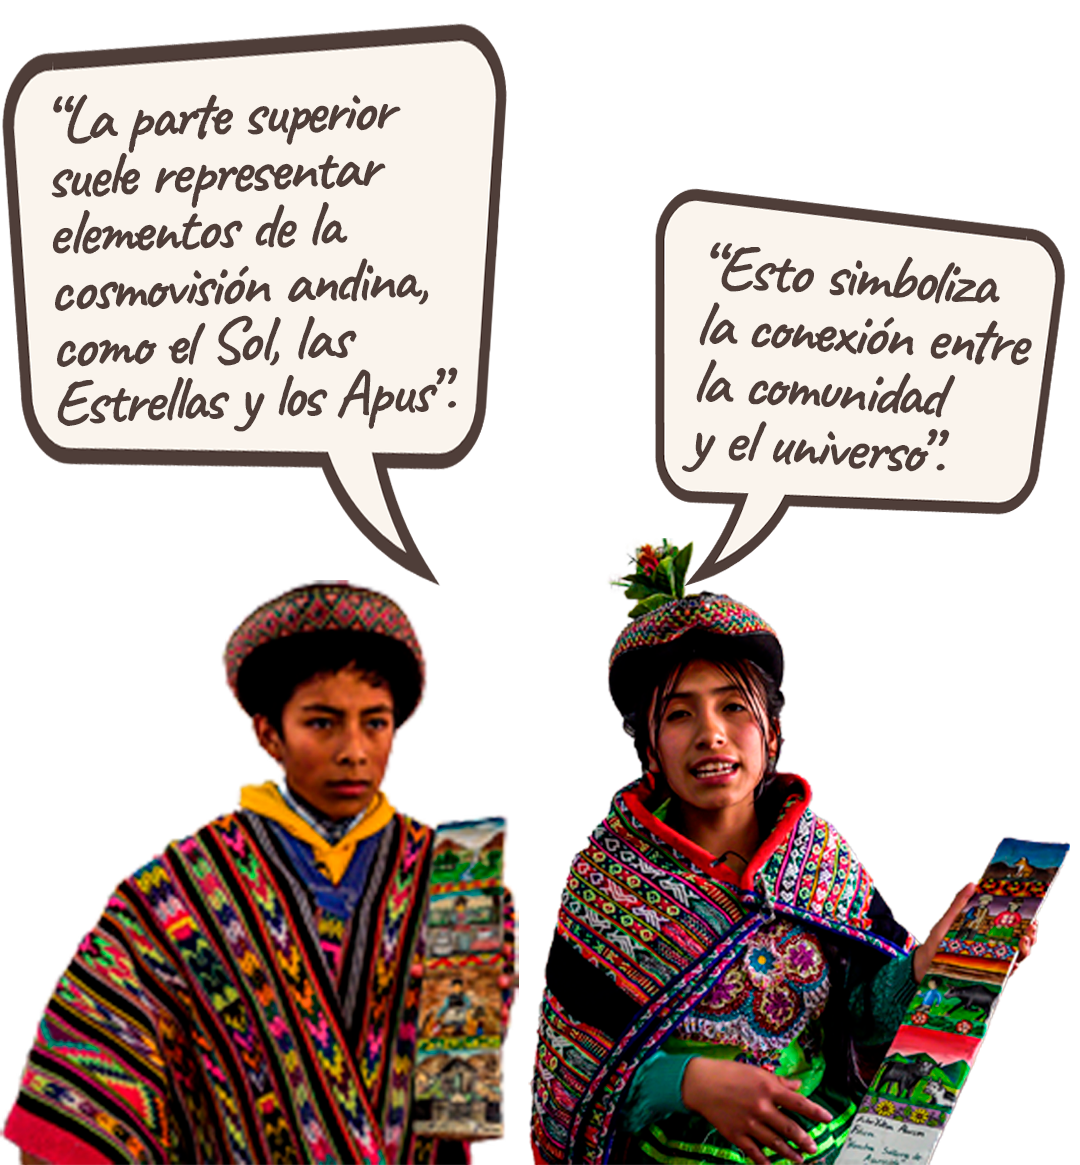 “La parte superior
suele representar
elementos de la
cosmovisión andina,
como el Sol, las
Estrellas y los Apus”.
“Esto simboliza
la conexión entre
la comunidad
y el universo”.